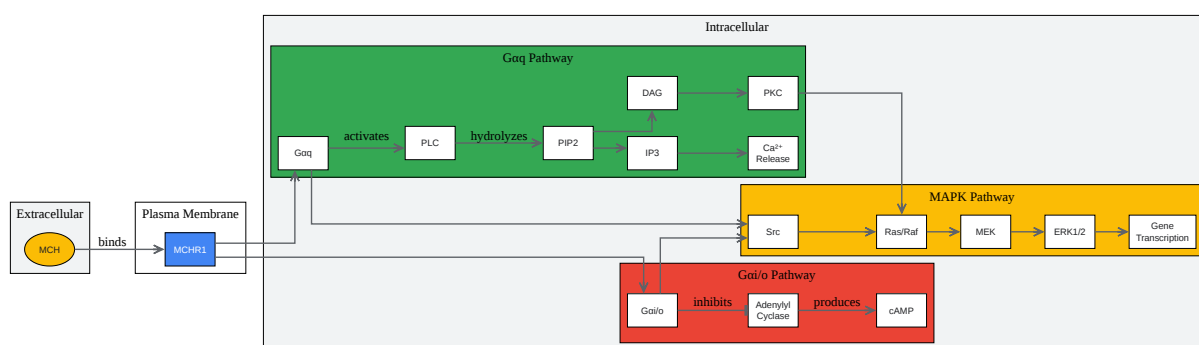 Intracellular
Gαq Pathway
DAG
PKC
Gαq
activates
PLC
hydrolyzes
PIP2
IP3
Ca²⁺
Release
Extracellular
MCH
binds
Plasma Membrane
MCHR1
MAPK Pathway
Src
Ras/Raf
MEK
ERK1/2
Gene
Transcription
Gαi/o Pathway
Gαi/o
inhibits
Adenylyl
Cyclase
produces
cAMP